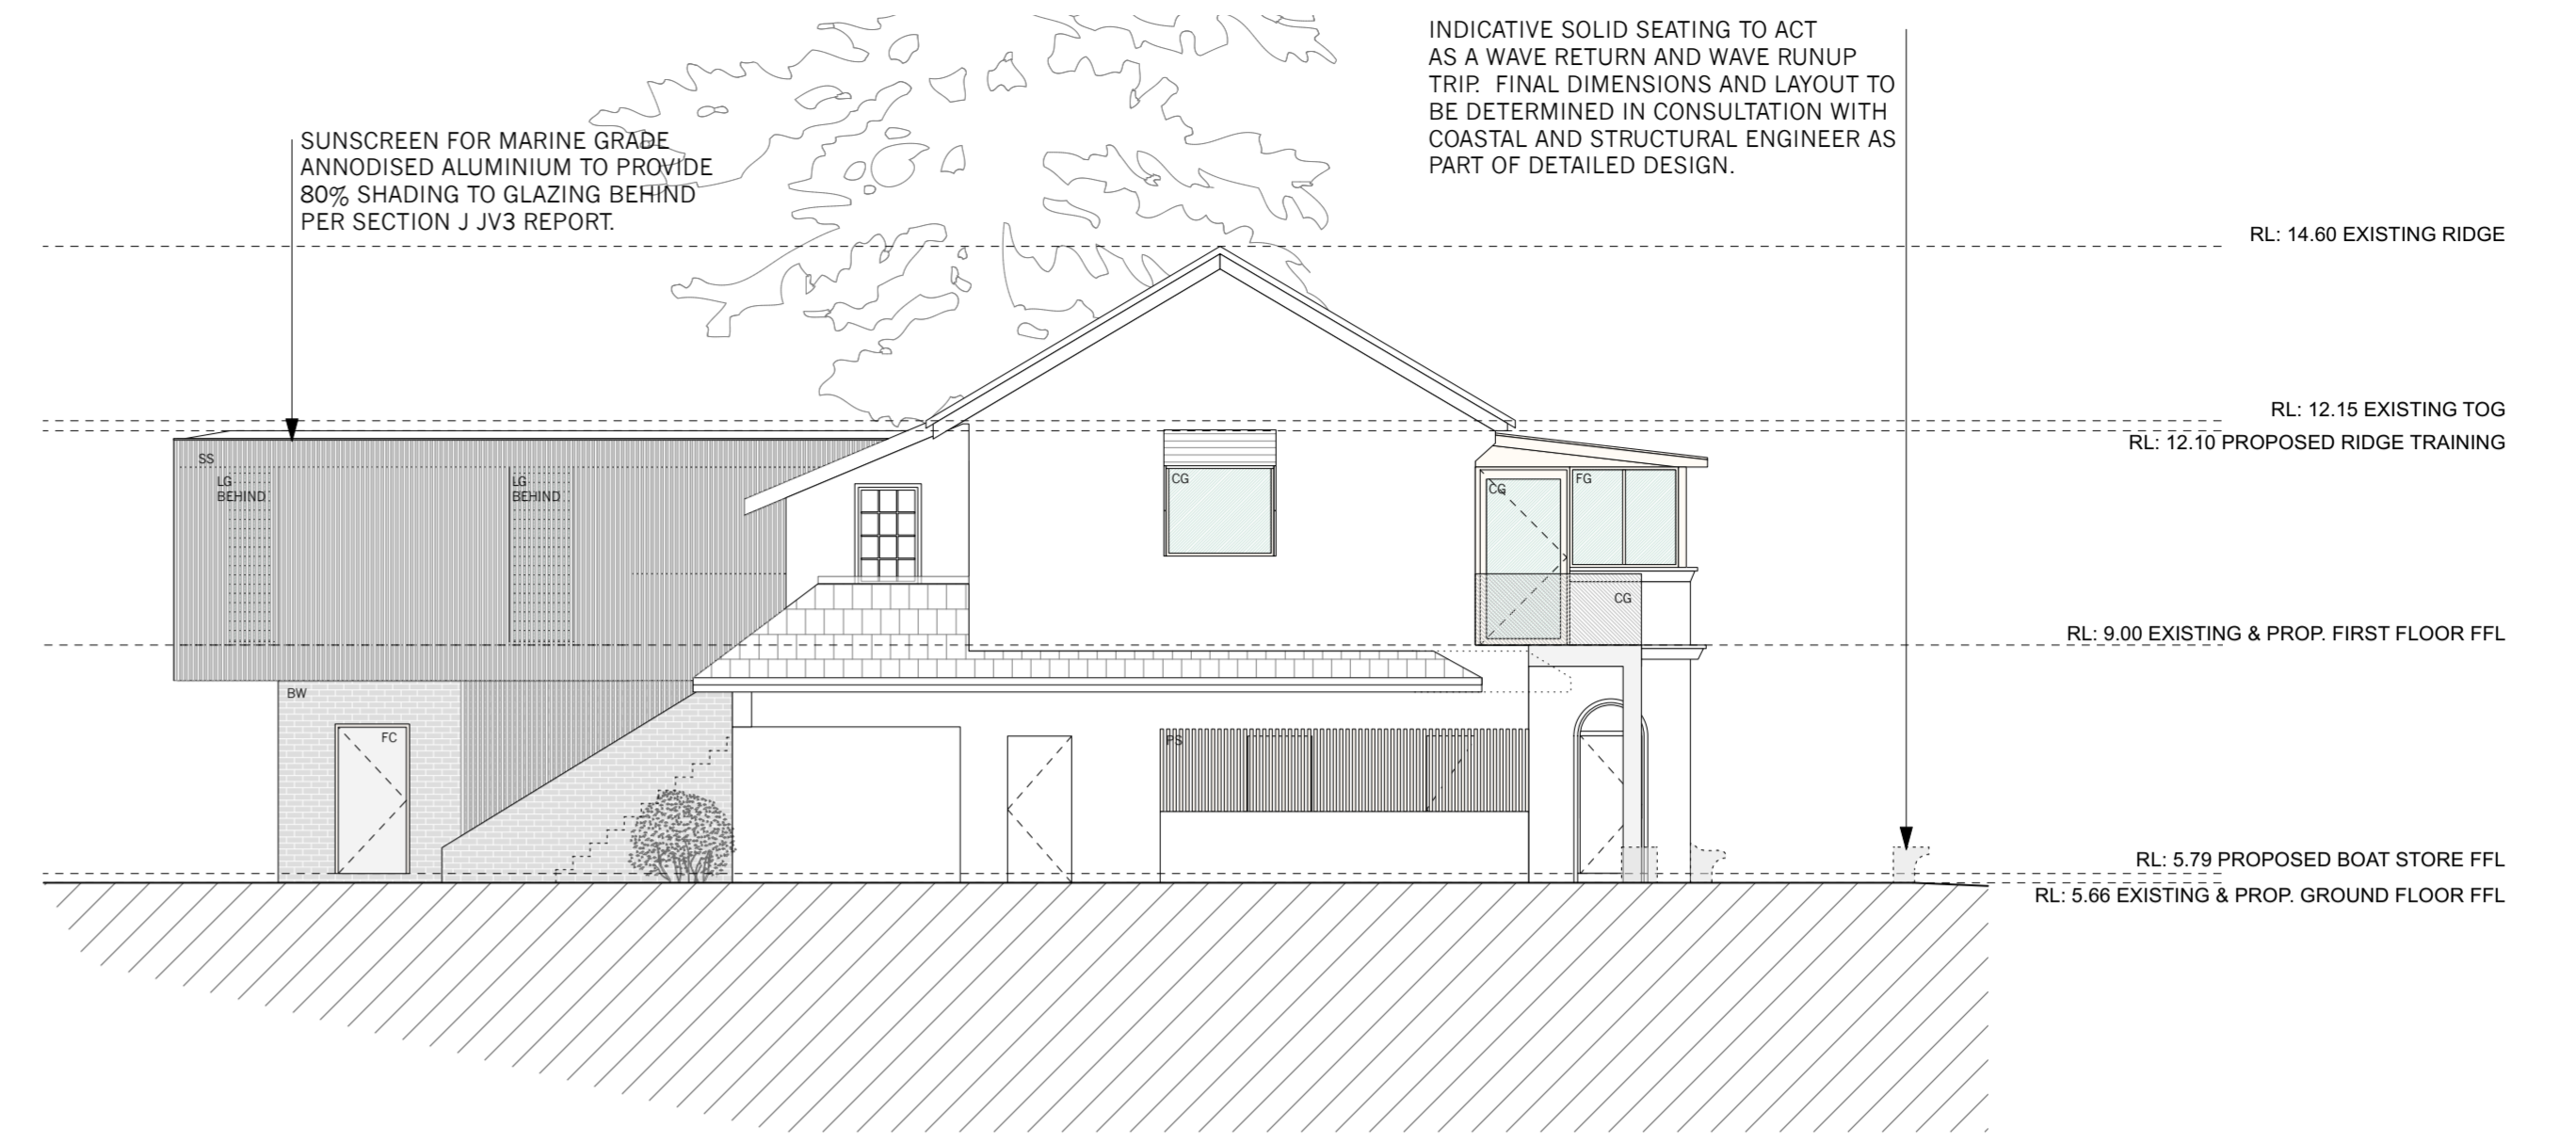 INDICATIVE SOLID SEATING TO ACT
AS A WAVE RETURN AND WAVE RUNUP
TRIP.  FINAL DIMENSIONS AND LAYOUT TO
BE DETERMINED IN CONSULTATION WITH
COASTAL AND STRUCTURAL ENGINEER AS
PART OF DETAILED DESIGN.
SUNSCREEN FOR MARINE GRADE
ANNODISED ALUMINIUM TO PROVIDE
80% SHADING TO GLAZING BEHIND
PER SECTION J JV3 REPORT.
RL: 14.60 EXISTING RIDGE
RL: 12.15 EXISTING TOG
RL: 12.10 PROPOSED RIDGE TRAINING
SS
LG
BEHIND
LG
BEHIND
CG
CG
FG
CG
RL: 9.00 EXISTING & PROP. FIRST FLOOR FFL
BW
FC
PS
RL: 5.79 PROPOSED BOAT STORE FFL
RL: 5.66 EXISTING & PROP. GROUND FLOOR FFL